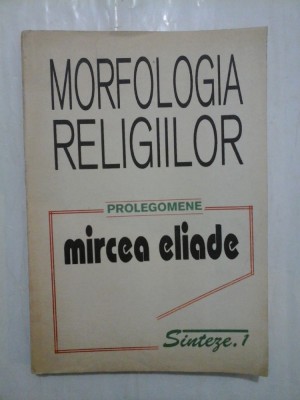 MORFOLOGIA
RELIGIILOR
PROLEGOMENE
mircea eliade
Sinteze.1